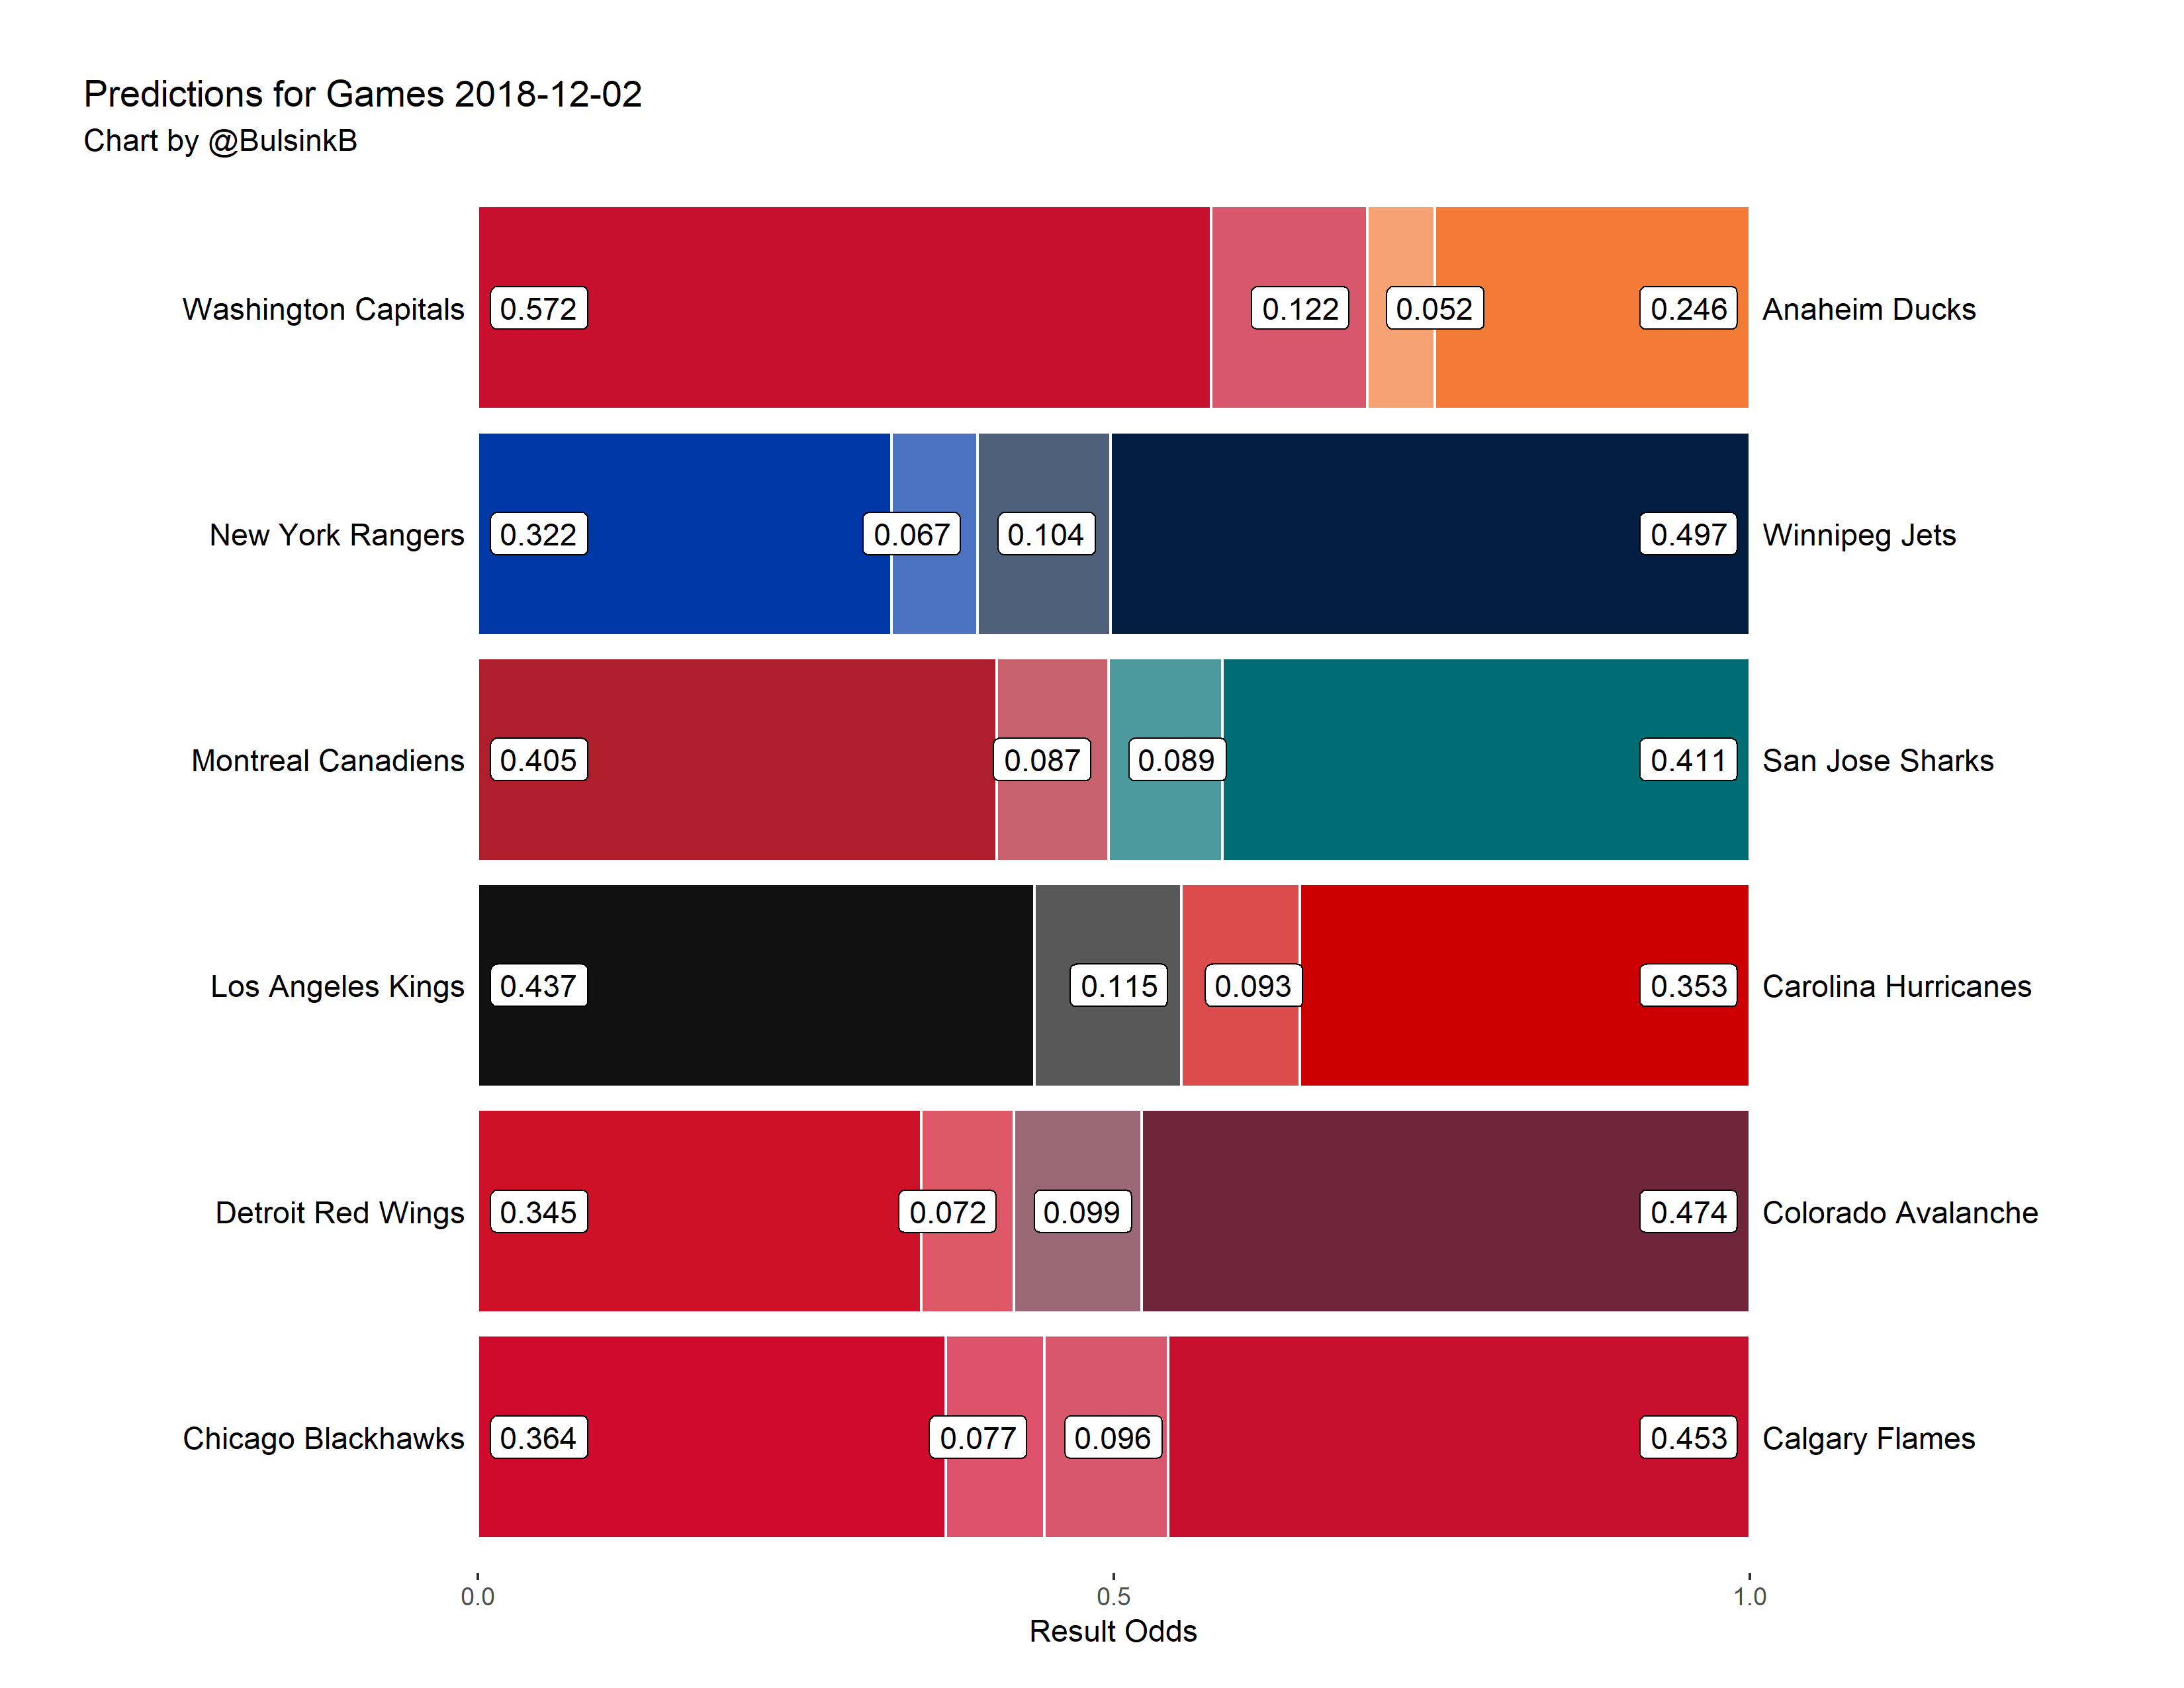 Predictions for Games 2018-12-02
Chart by @BulsinkB
Washington Capitals 0.572 0.122 0.052 0.246 Anaheim Ducks
New York Rangers 0.322 0.067 0.104 0.497 Winnipeg Jets
Montreal Canadiens 0.405 0.087 0.089 0.411 San Jose Sharks
Los Angeles Kings 0.437 0.115 0.093 0.353 Carolina Hurricanes
Detroit Red Wings 0.345 0.072 0.099 0.474 Colorado Avalanche
Chicago Blackhawks 0.364 0.077 0.096 0.453 Calgary Flames
0.0 0.5 1.0
Result Odds